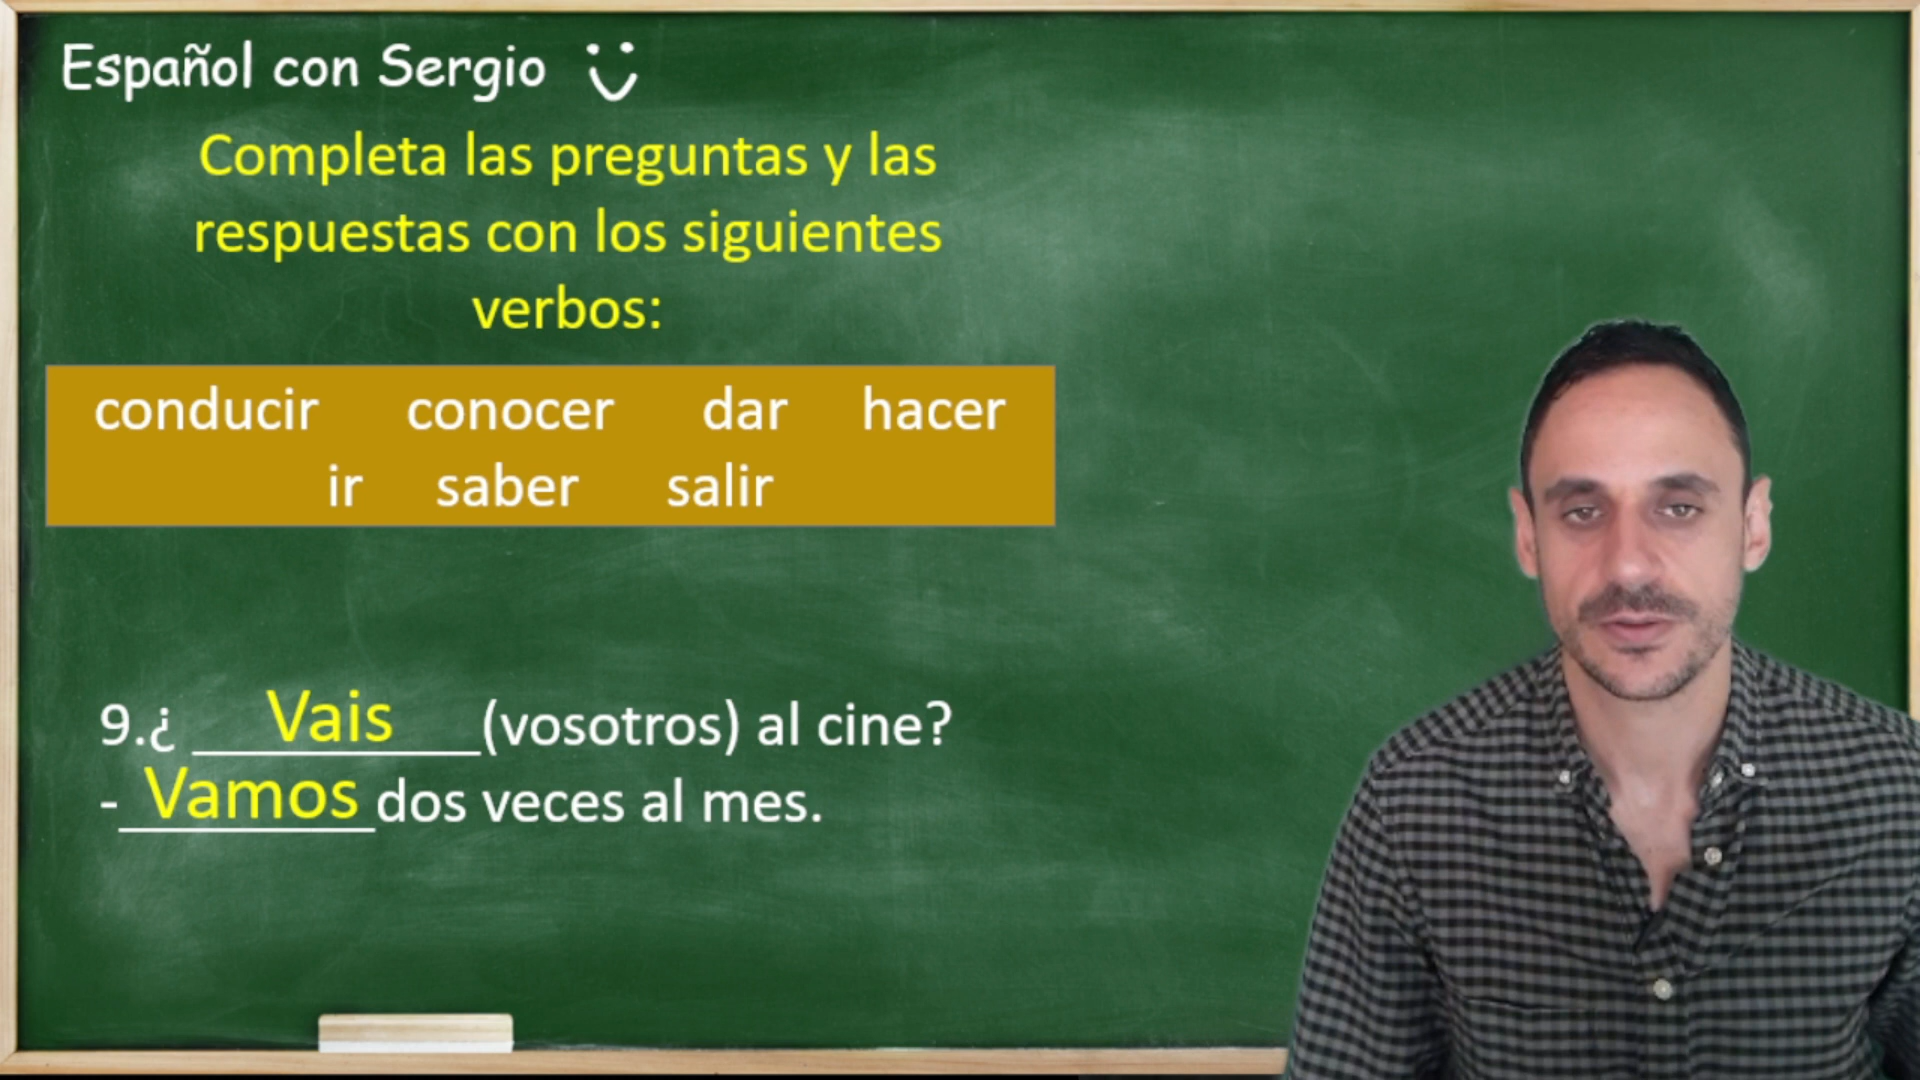 Español con Sergio
Completa las preguntas y las
respuestas con los siguientes
verbos:
conducir conocer dar hacer
ir saber salir
9.¿ Vais (vosotros) al cine?
- Vamos dos veces al mes.